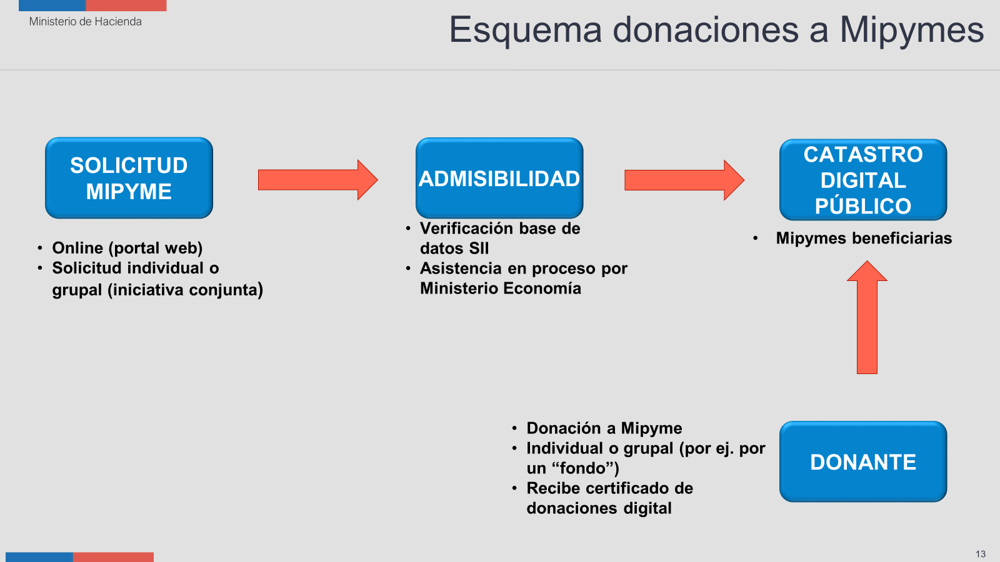 Ministerio de Hacienda
Esquema donaciones a Mipymes
SOLICITUD
MIPYME
• Online (portal web)
• Solicitud individual o
grupal (iniciativa conjunta)
ADMISIBILIDAD
• Verificación base de
datos SII
• Asistencia en proceso por
Ministerio Economía
CATASTRO
DIGITAL
PÚBLICO
• Mipymes beneficiarias
• Donación a Mipyme
• Individual o grupal (por ej. por
un “fondo”)
• Recibe certificado de
donaciones digital
DONANTE
13